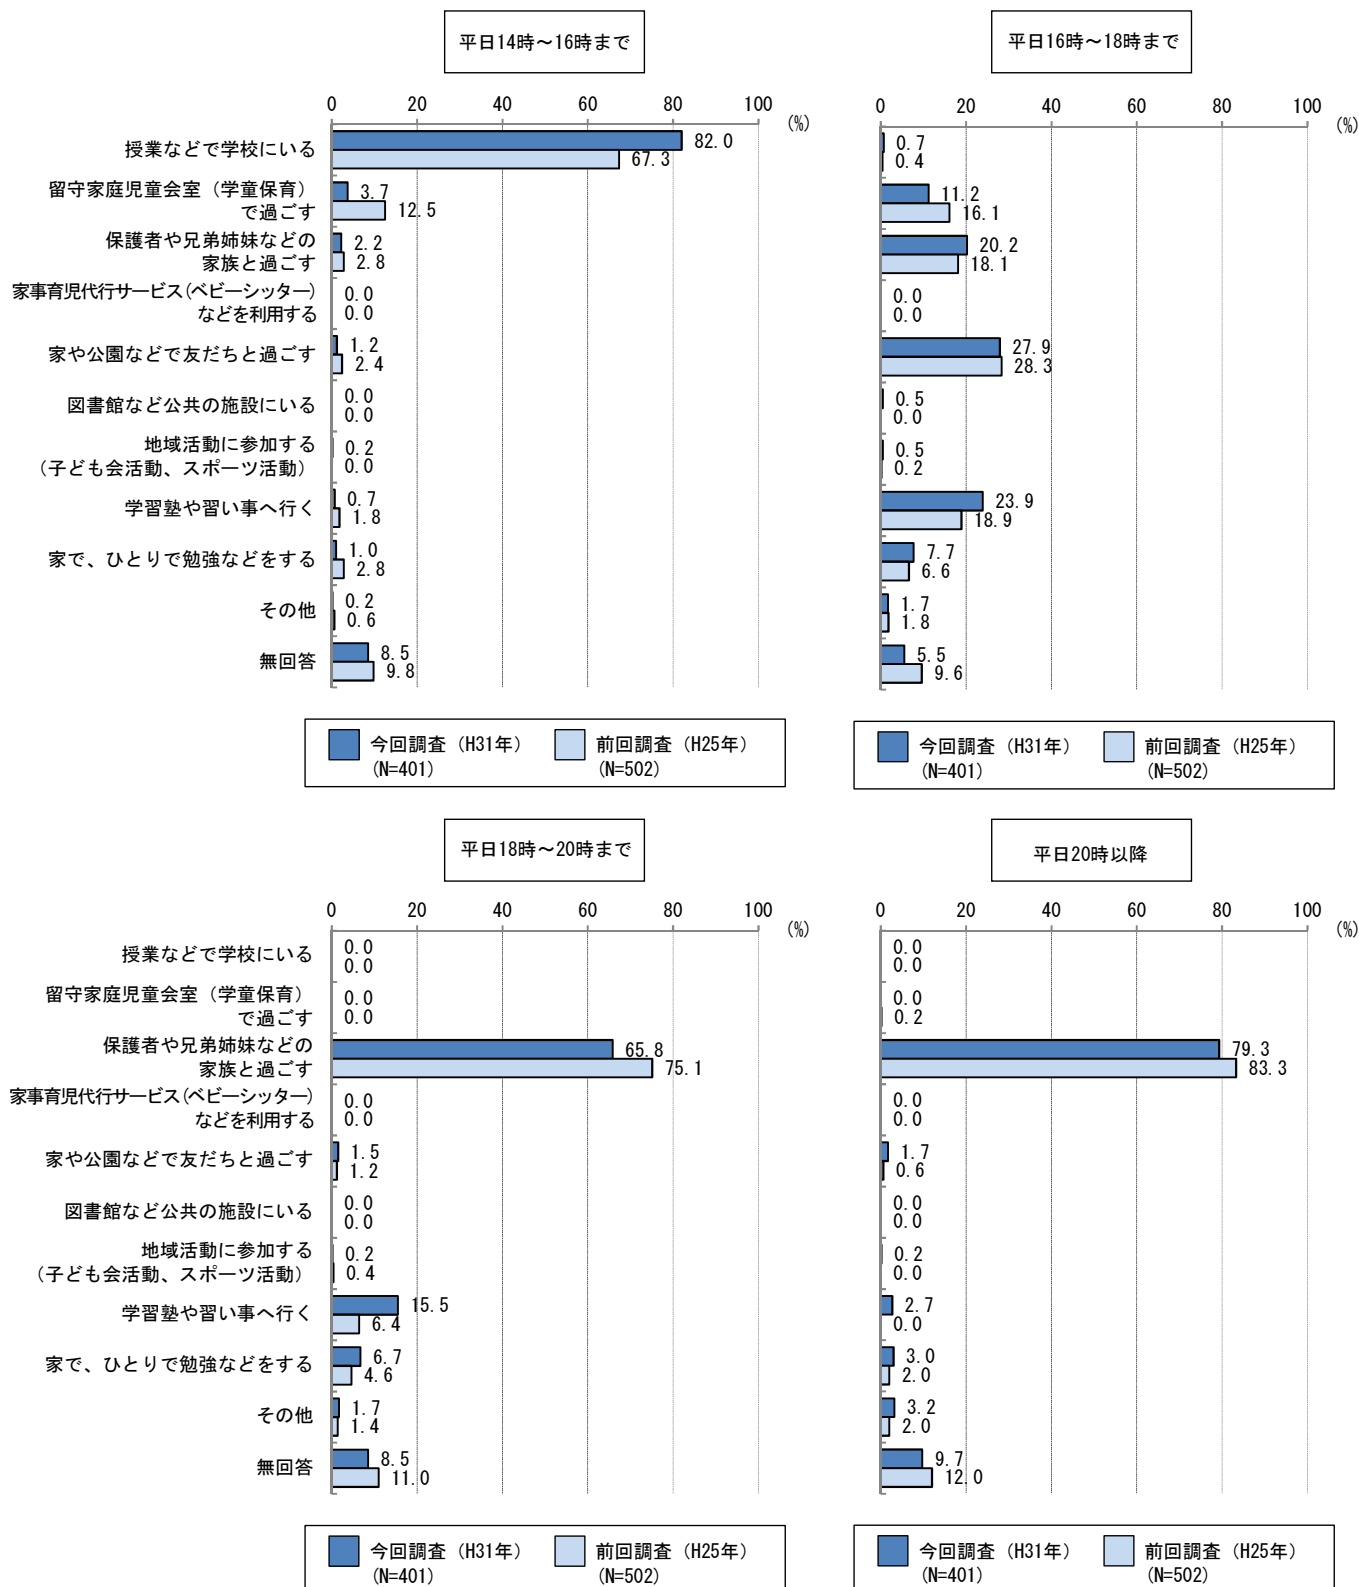 平日14時～16時まで
0 20 40 60 80 100
(%)
授業などで学校にいる
82.0
67.3
留守家庭児童会室（学童保育）
で過ごす
3.7
12.5
保護者や兄弟姉妹などの
家族と過ごす
2.2
2.8
家事育児代行サービス(ベビーシッター)
などを利用する
0.0
0.0
家や公園などで友だちと過ごす
1.2
2.4
図書館など公共の施設にいる
0.0
0.0
地域活動に参加する
（子ども会活動、スポーツ活動）
0.2
0.0
学習塾や習い事へ行く
0.7
1.8
家で、ひとりで勉強などをする
1.0
2.8
その他
0.2
0.6
無回答
8.5
9.8
今回調査（H31年）
(N=401)
前回調査（H25年）
(N=502)
平日16時～18時まで
0 20 40 60 80 100
(%)
0.7
0.4
11.2
16.1
20.2
18.1
0.0
0.0
27.9
28.3
0.5
0.0
0.5
0.2
23.9
18.9
7.7
6.6
1.7
1.8
5.5
9.6
今回調査（H31年）
(N=401)
前回調査（H25年）
(N=502)
平日18時～20時まで
0 20 40 60 80 100
(%)
授業などで学校にいる
0.0
0.0
留守家庭児童会室（学童保育）
で過ごす
0.0
0.0
保護者や兄弟姉妹などの
家族と過ごす
65.8
75.1
家事育児代行サービス(ベビーシッター)
などを利用する
0.0
0.0
家や公園などで友だちと過ごす
1.5
1.2
図書館など公共の施設にいる
0.0
0.0
地域活動に参加する
（子ども会活動、スポーツ活動）
0.2
0.4
学習塾や習い事へ行く
15.5
6.4
家で、ひとりで勉強などをする
6.7
4.6
その他
1.7
1.4
無回答
8.5
11.0
今回調査（H31年）
(N=401)
前回調査（H25年）
(N=502)
平日20時以降
0 20 40 60 80 100
(%)
0.0
0.0
0.0
0.2
79.3
83.3
0.0
0.0
1.7
0.6
0.0
0.0
0.2
0.0
2.7
0.0
3.0
2.0
3.2
2.0
9.7
12.0
今回調査（H31年）
(N=401)
前回調査（H25年）
(N=502)